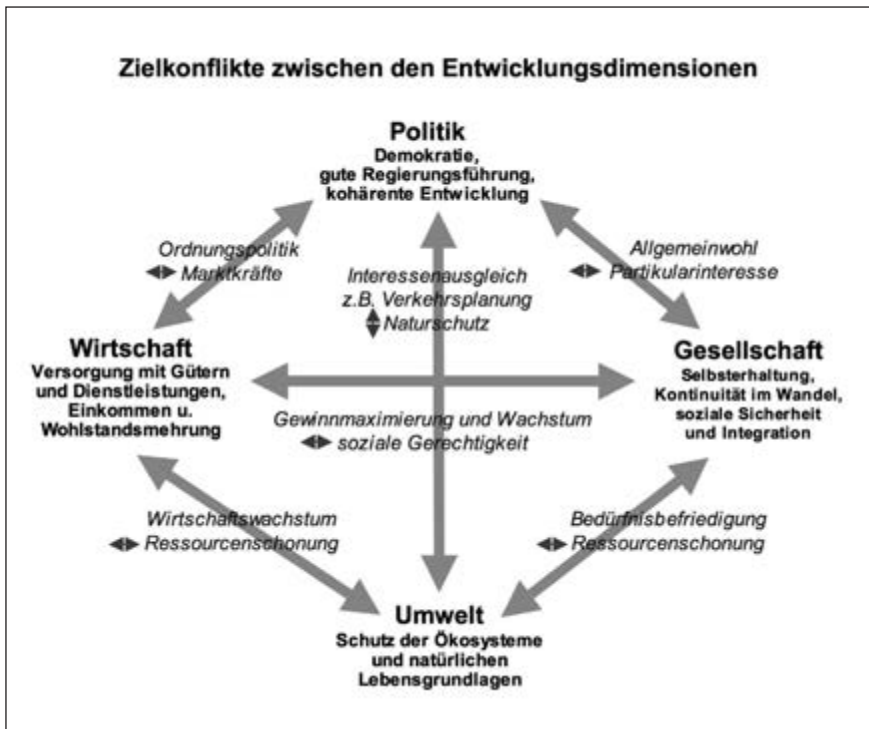 Zielkonflikte zwischen den Entwicklungsdimensionen
Politik
Demokratie,
gute Regierungsführung,
kohärente Entwicklung
Ordnungspolitik
Marktkräfte
Interessenausgleich
z.B. Verkehrsplanung
Naturschutz
Allgemeinwohl
Partikularinteresse
Wirtschaft
Versorgung mit Gütern
und Dienstleistungen,
Einkommen u.
Wohlstandsmehrung
Gesellschaft
Selbsterhaltung,
Kontinuität im Wandel,
soziale Sicherheit
und Integration
Gewinnmaximierung und Wachstum
soziale Gerechtigkeit
Wirtschaftswachstum
Ressourcenschonung
Bedürfnisbefriedigung
Ressourcenschonung
Umwelt
Schutz der Ökosysteme
und natürlichen
Lebensgrundlagen